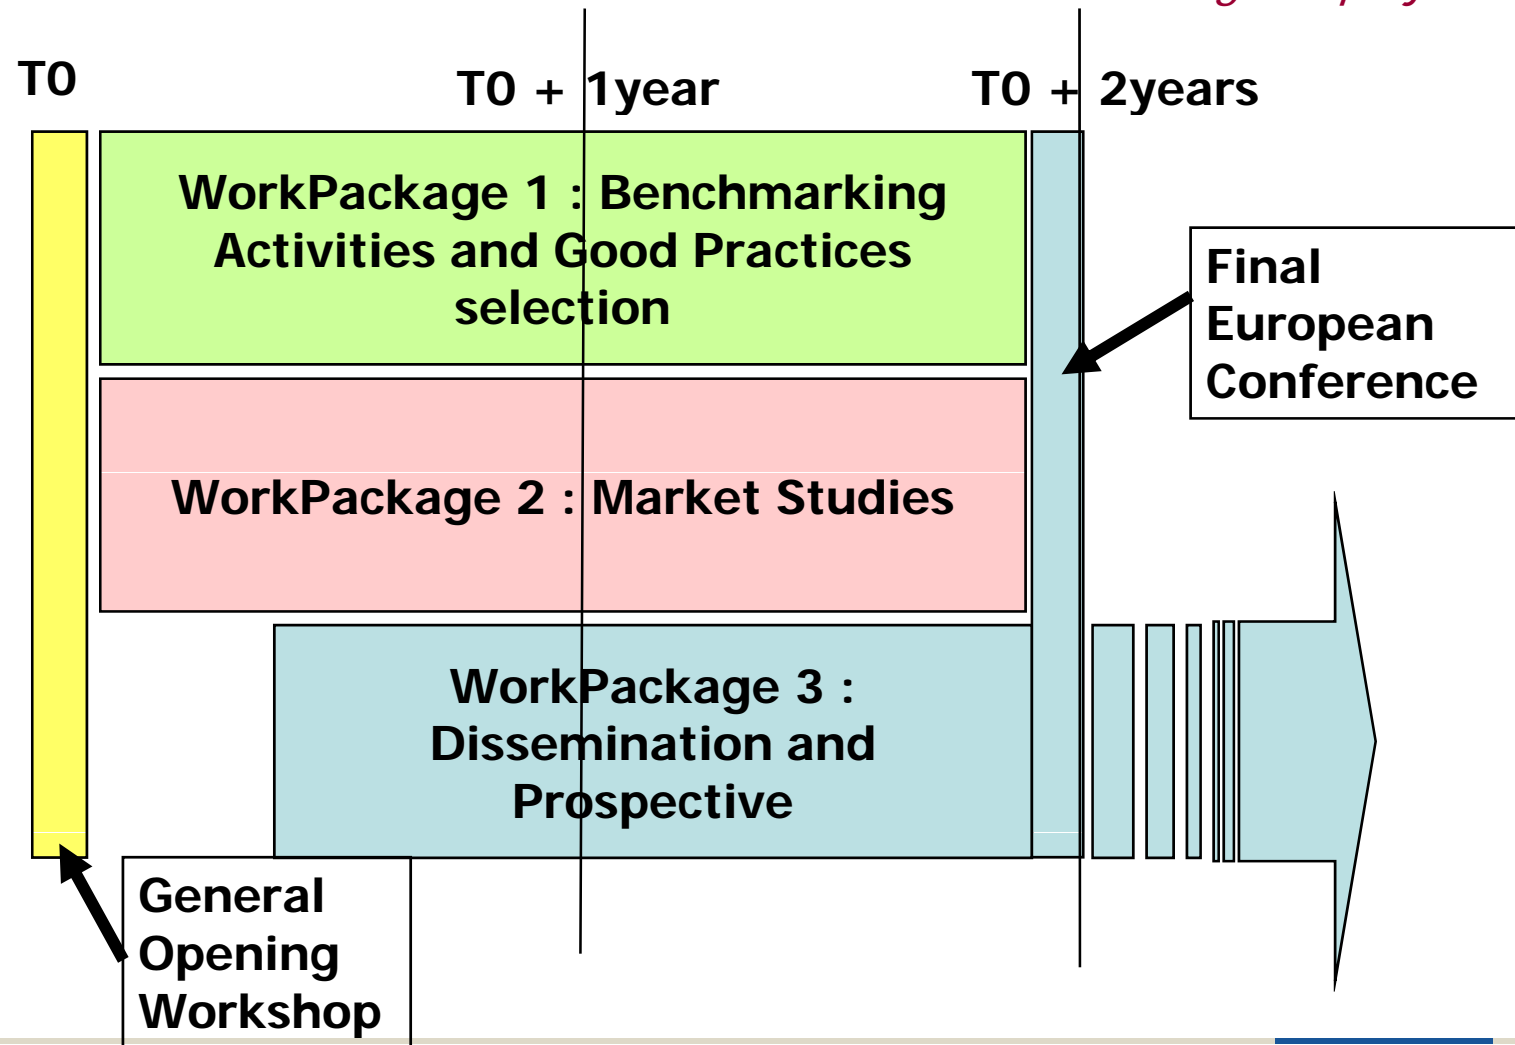 T0
T0 + 1year
T0 + 2years
WorkPackage 1 : Benchmarking
Activities and Good Practices
selection
Final
European
Conference
WorkPackage 2 : Market Studies
WorkPackage 3 :
Dissemination and
Prospective
General
Opening
Workshop